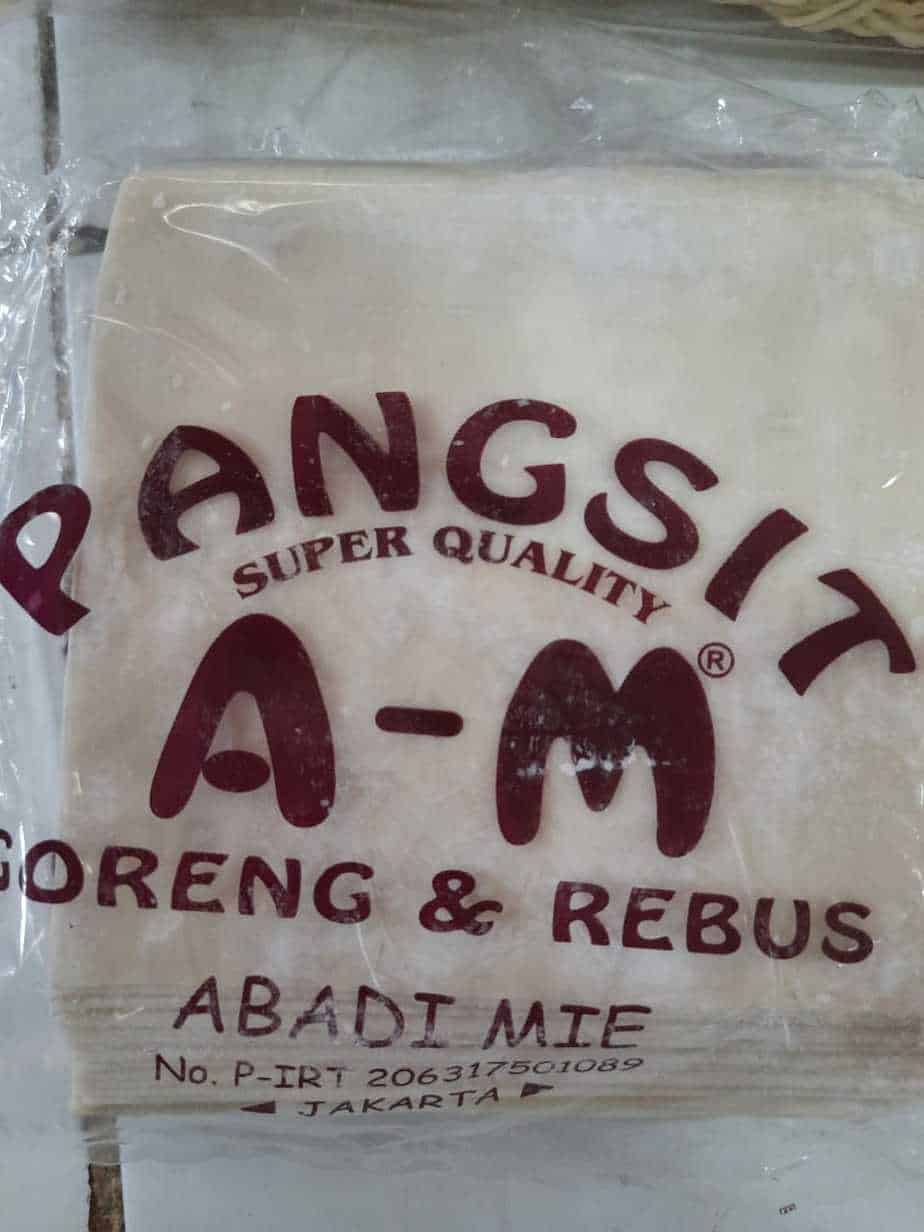 PANGSIT
SUPER QUALITY
A-M®
GORENG & REBUS
ABADI MIE
No. P-IRT 206317501089
JAKARTA